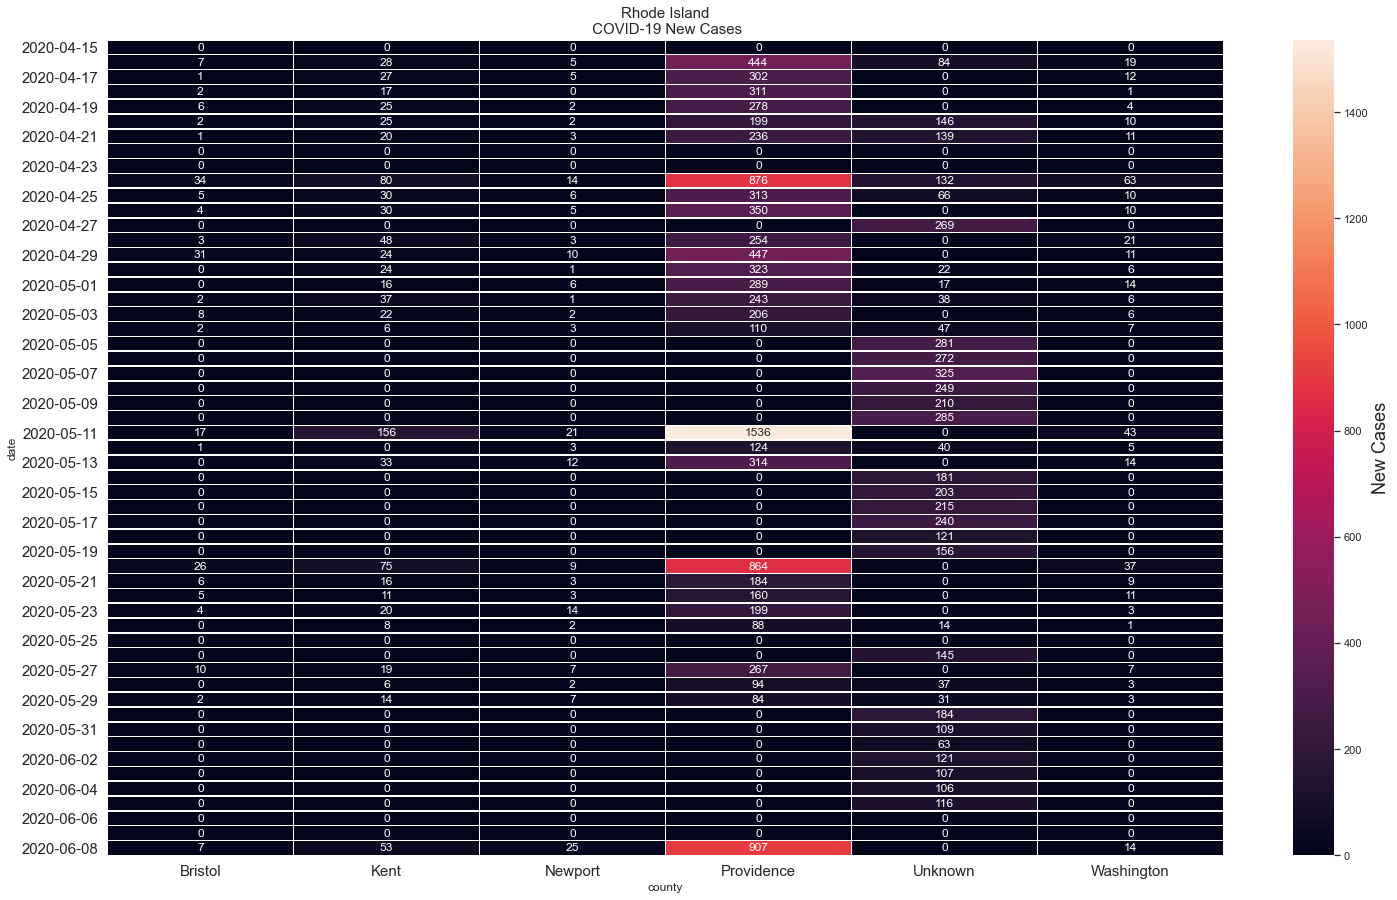 Rhode Island
COVID-19 New Cases
2020-04-15 0 0 0 0 0 0
7 28 5 444 84 19
2020-04-17 1 27 5 302 0 12
2 17 0 311 0 1
2020-04-19 6 25 2 278 0 4
2 25 2 199 146 10
2020-04-21 1 20 3 236 139 11
0 0 0 0 0 0
2020-04-23 0 0 0 0 0 0
34 80 14 876 132 63
2020-04-25 5 30 6 313 66 10
4 30 5 350 0 10
2020-04-27 0 0 0 0 269 0
3 48 3 254 0 21
2020-04-29 31 24 10 447 0 11
0 24 1 323 22 6
2020-05-01 0 16 6 289 17 14
2 37 1 243 38 6
2020-05-03 8 22 2 206 0 6
2 6 3 110 47 7
2020-05-05 0 0 0 0 281 0
0 0 0 0 272 0
2020-05-07 0 0 0 0 325 0
0 0 0 0 249 0
2020-05-09 0 0 0 0 210 0
0 0 0 0 285 0
2020-05-11 17 156 21 1536 0 43
1 0 3 124 40 5
2020-05-13 0 33 12 314 0 14
0 0 0 0 181 0
2020-05-15 0 0 0 0 203 0
0 0 0 0 215 0
2020-05-17 0 0 0 0 240 0
0 0 0 0 121 0
2020-05-19 0 0 0 0 156 0
26 75 9 864 0 37
2020-05-21 6 16 3 184 0 9
5 11 3 160 0 11
2020-05-23 4 20 14 199 0 3
0 8 2 88 14 1
2020-05-25 0 0 0 0 0 0
0 0 0 0 145 0
2020-05-27 10 19 7 267 0 7
0 6 2 94 37 3
2020-05-29 2 14 7 84 31 3
0 0 0 0 184 0
2020-05-31 0 0 0 0 109 0
0 0 0 0 63 0
2020-06-02 0 0 0 0 121 0
0 0 0 0 107 0
2020-06-04 0 0 0 0 106 0
0 0 0 0 116 0
2020-06-06 0 0 0 0 0 0
0 0 0 0 0 0
2020-06-08 7 53 25 907 0 14
Bristol Kent Newport Providence Unknown Washington
county
date
1400
1200
1000
800
600
400
200
0
New Cases